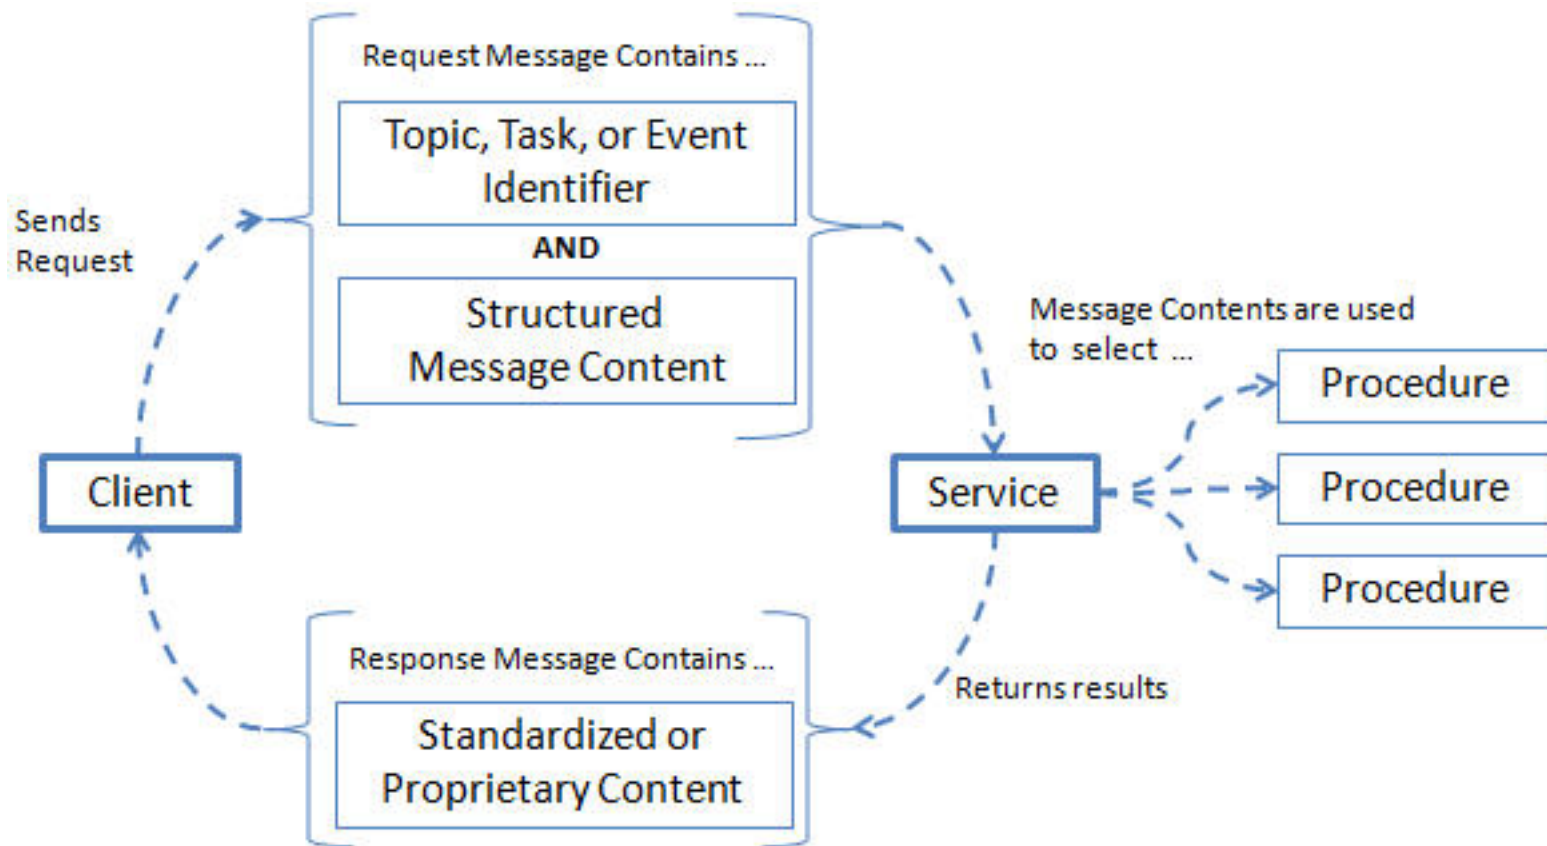 Request Message Contains ...
Topic, Task, or Event
Identifier
AND
Structured
Message Content
Sends
Request
Message Contents are used
to select ...
Procedure
Procedure
Procedure
Client
Service
Response Message Contains ...
Standardized or
Proprietary Content
Returns results